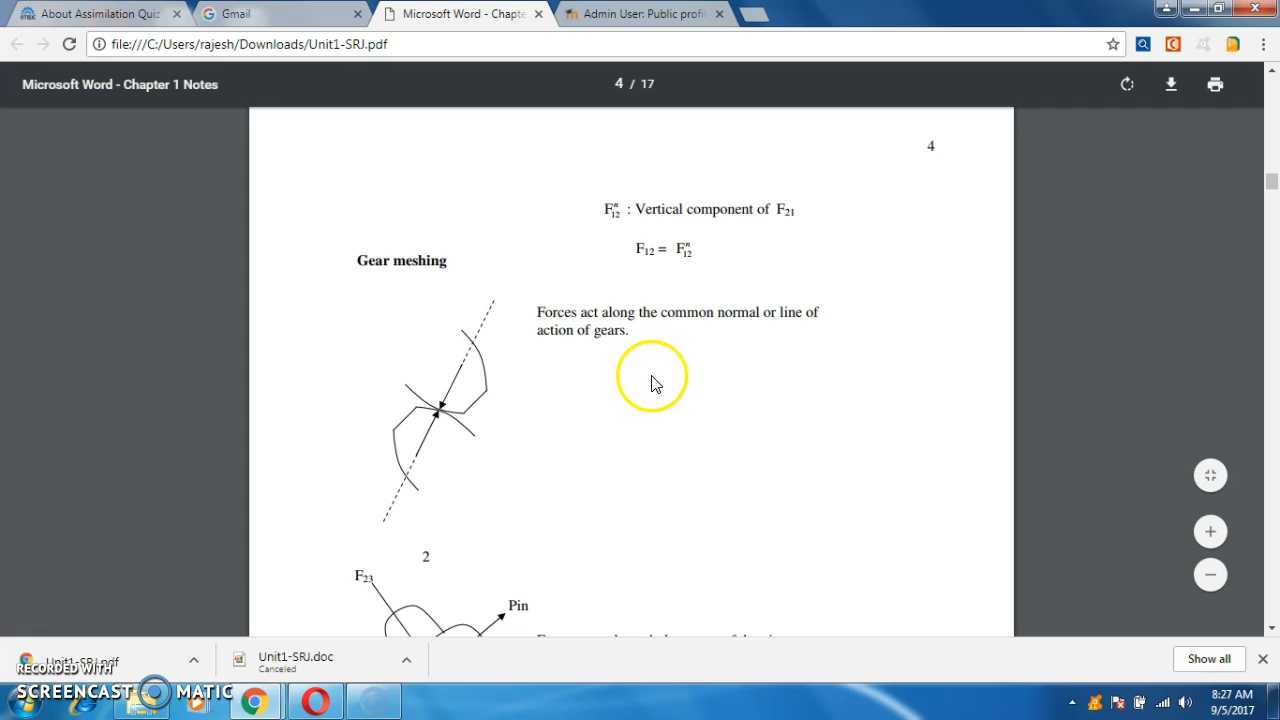 About Assimilation Quiz
Gmail
Microsoft Word - Chapte
Admin User: Public profil
file:///C:/Users/rajesh/Downloads/Unit1-SRJ.pdf
Microsoft Word - Chapter 1 Notes
4 / 17
4
F₁₂ⁿ : Vertical component of F₂₁
F₁₂ = F₁₂ⁿ
Gear meshing
Forces act along the common normal or line of
action of gears.
2
F₂₃
Pin
Unit1-SRJ.pdf
Unit1-SRJ.doc
Canceled
Show all
RECORDED WITH
SCREENCAST MATIC
8:27 AM
9/5/2017